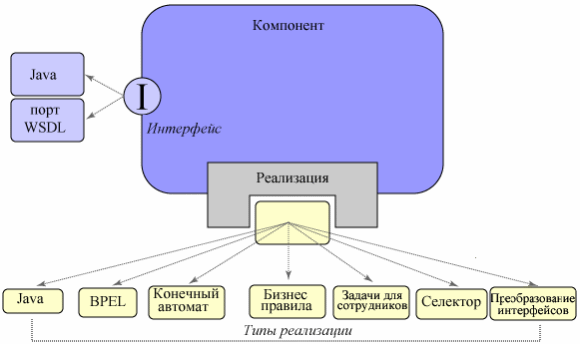 Компонент
Java
порт
WSDL
I
Интерфейс
Реализация
Java
BPEL
Конечный
автомат
Бизнес
правила
Задачи для
сотрудников
Селектор
Преобразование
интерфейсов
Типы реализации